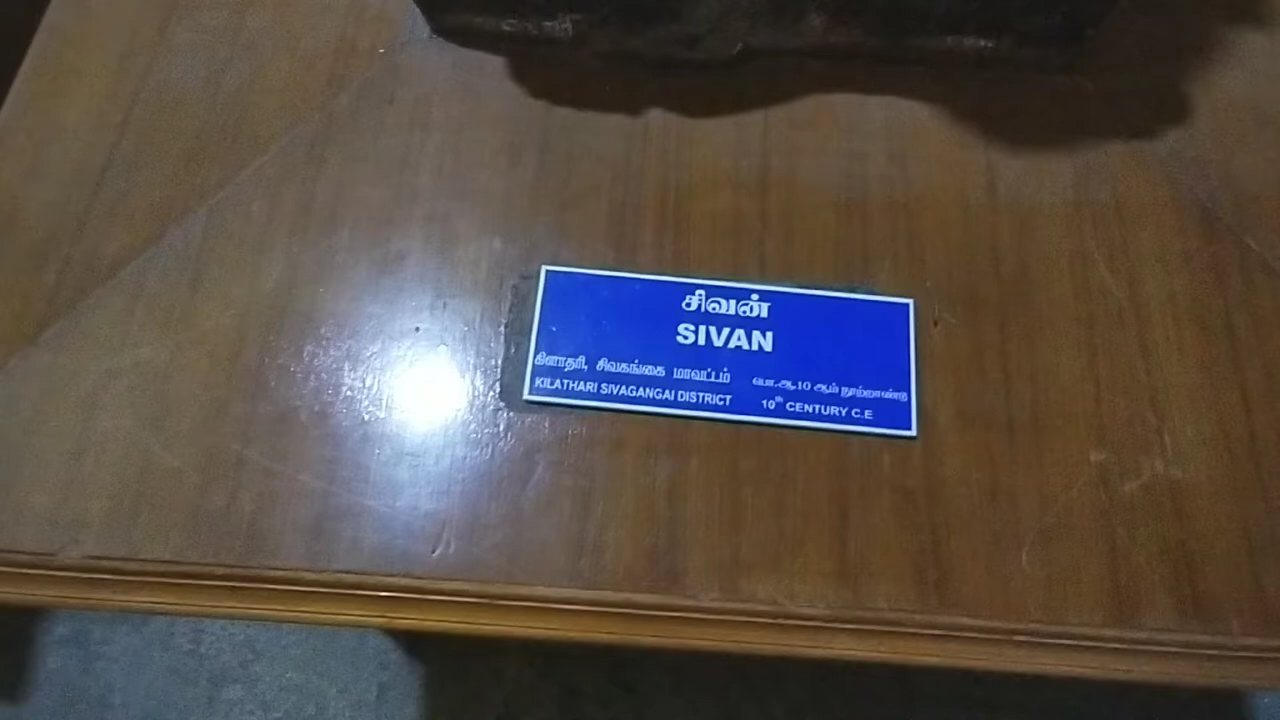 சிவன்
SIVAN
கிளாதரி, சிவகங்கை மாவட்டம்
KILATHARI SIVAGANGAI DISTRICT
பொ.ஆ.10 ஆம் நூற்றாண்டு
10th CENTURY C.E